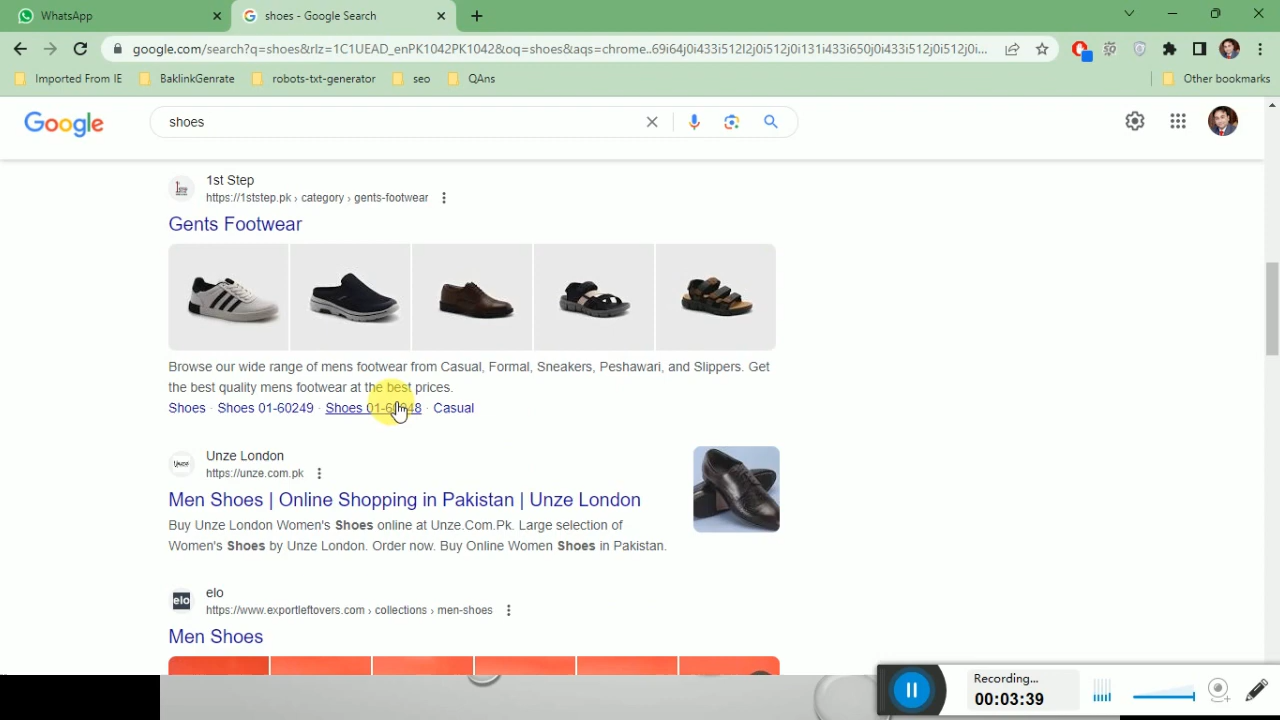 WhatsApp
shoes - Google Search
google.com/search?q=shoes&rlz=1C1UEAD_enPK1042PK1042&oq=shoes&aqs=chrome..69i64j0i433i512l2j0i512j0i131i433i650j0i433i512j0i512j0i512j0i...
Imported From IE
BaklinkGenrate
robots-txt-generator
seo
QAns
Other bookmarks
Google
shoes
1st Step
https://1ststep.pk › category › gents-footwear
Gents Footwear
Browse our wide range of mens footwear from Casual, Formal, Sneakers, Peshawari, and Slippers. Get
the best quality mens footwear at the best prices.
Shoes · Shoes 01-60249 · Shoes 01-60248 · Casual
Unze London
https://unze.com.pk
Men Shoes | Online Shopping in Pakistan | Unze London
Buy Unze London Women's Shoes online at Unze.Com.Pk. Large selection of
Women's Shoes by Unze London. Order now. Buy Online Women Shoes in Pakistan.
elo
elo
https://www.exportleftovers.com › collections › men-shoes
Men Shoes
Recording...
00:03:39